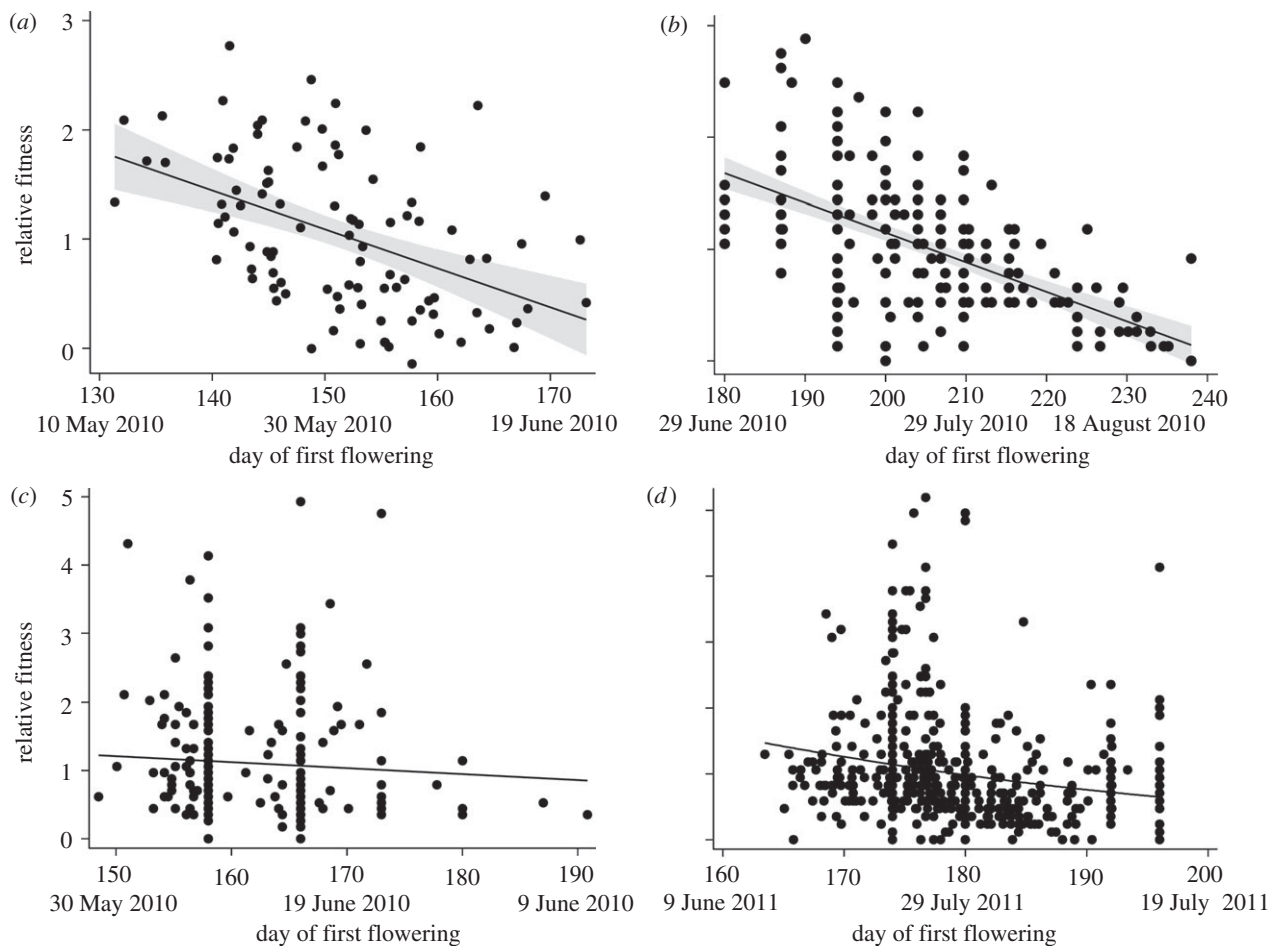 (a)
(b)
3
2
1
0
relative fitness
130 140 150 160 170
10 May 2010 30 May 2010 19 June 2010
day of first flowering
180 190 200 210 220 230 240
29 June 2010 29 July 2010 18 August 2010
day of first flowering
(c)
(d)
5
4
3
2
1
0
relative fitness
150 160 170 180 190
30 May 2010 19 June 2010 9 June 2010
day of first flowering
160 170 180 190 200
9 June 2011 29 July 2011 19 July 2011
day of first flowering